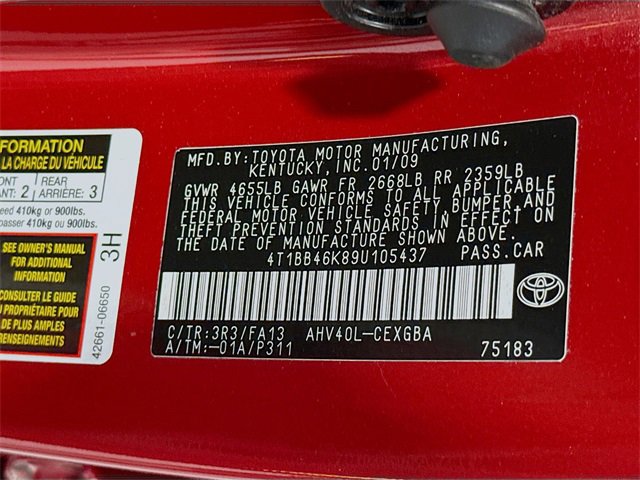 FORMATION
LA CHARGE DU VÉHICULE
ONT
ANT: 2
REAR
ARRIÈRE: 3
eed 410kg or 900lbs.
passer 410kg ou 900lbs.
SEE OWNER'S MANUAL
FOR ADDITIONAL
INFORMATION
CONSULTER LE GUIDE
DU PROPRIÉTAIRE POUR
DE PLUS AMPLES
RENSEIGNEMENTS
3H
42661-06650
MFD.BY:TOYOTA MOTOR MANUFACTURING,
KENTUCKY, INC.01/09
GVWR 4655LB GAWR FR 2668LB RR 2359LB
THIS VEHICLE CONFORMS TO ALL APPLICABLE
FEDERAL MOTOR VEHICLE SAFETY, BUMPER,AND
THEFT PREVENTION STANDARDS IN EFFECT ON
THE DATE OF MANUFACTURE SHOWN ABOVE.
4T1BB46K89U105437 PASS.CAR
C/TR:3R3/FA13 AHV40L-CEXGBA
A/TM:-01A/P311 75183